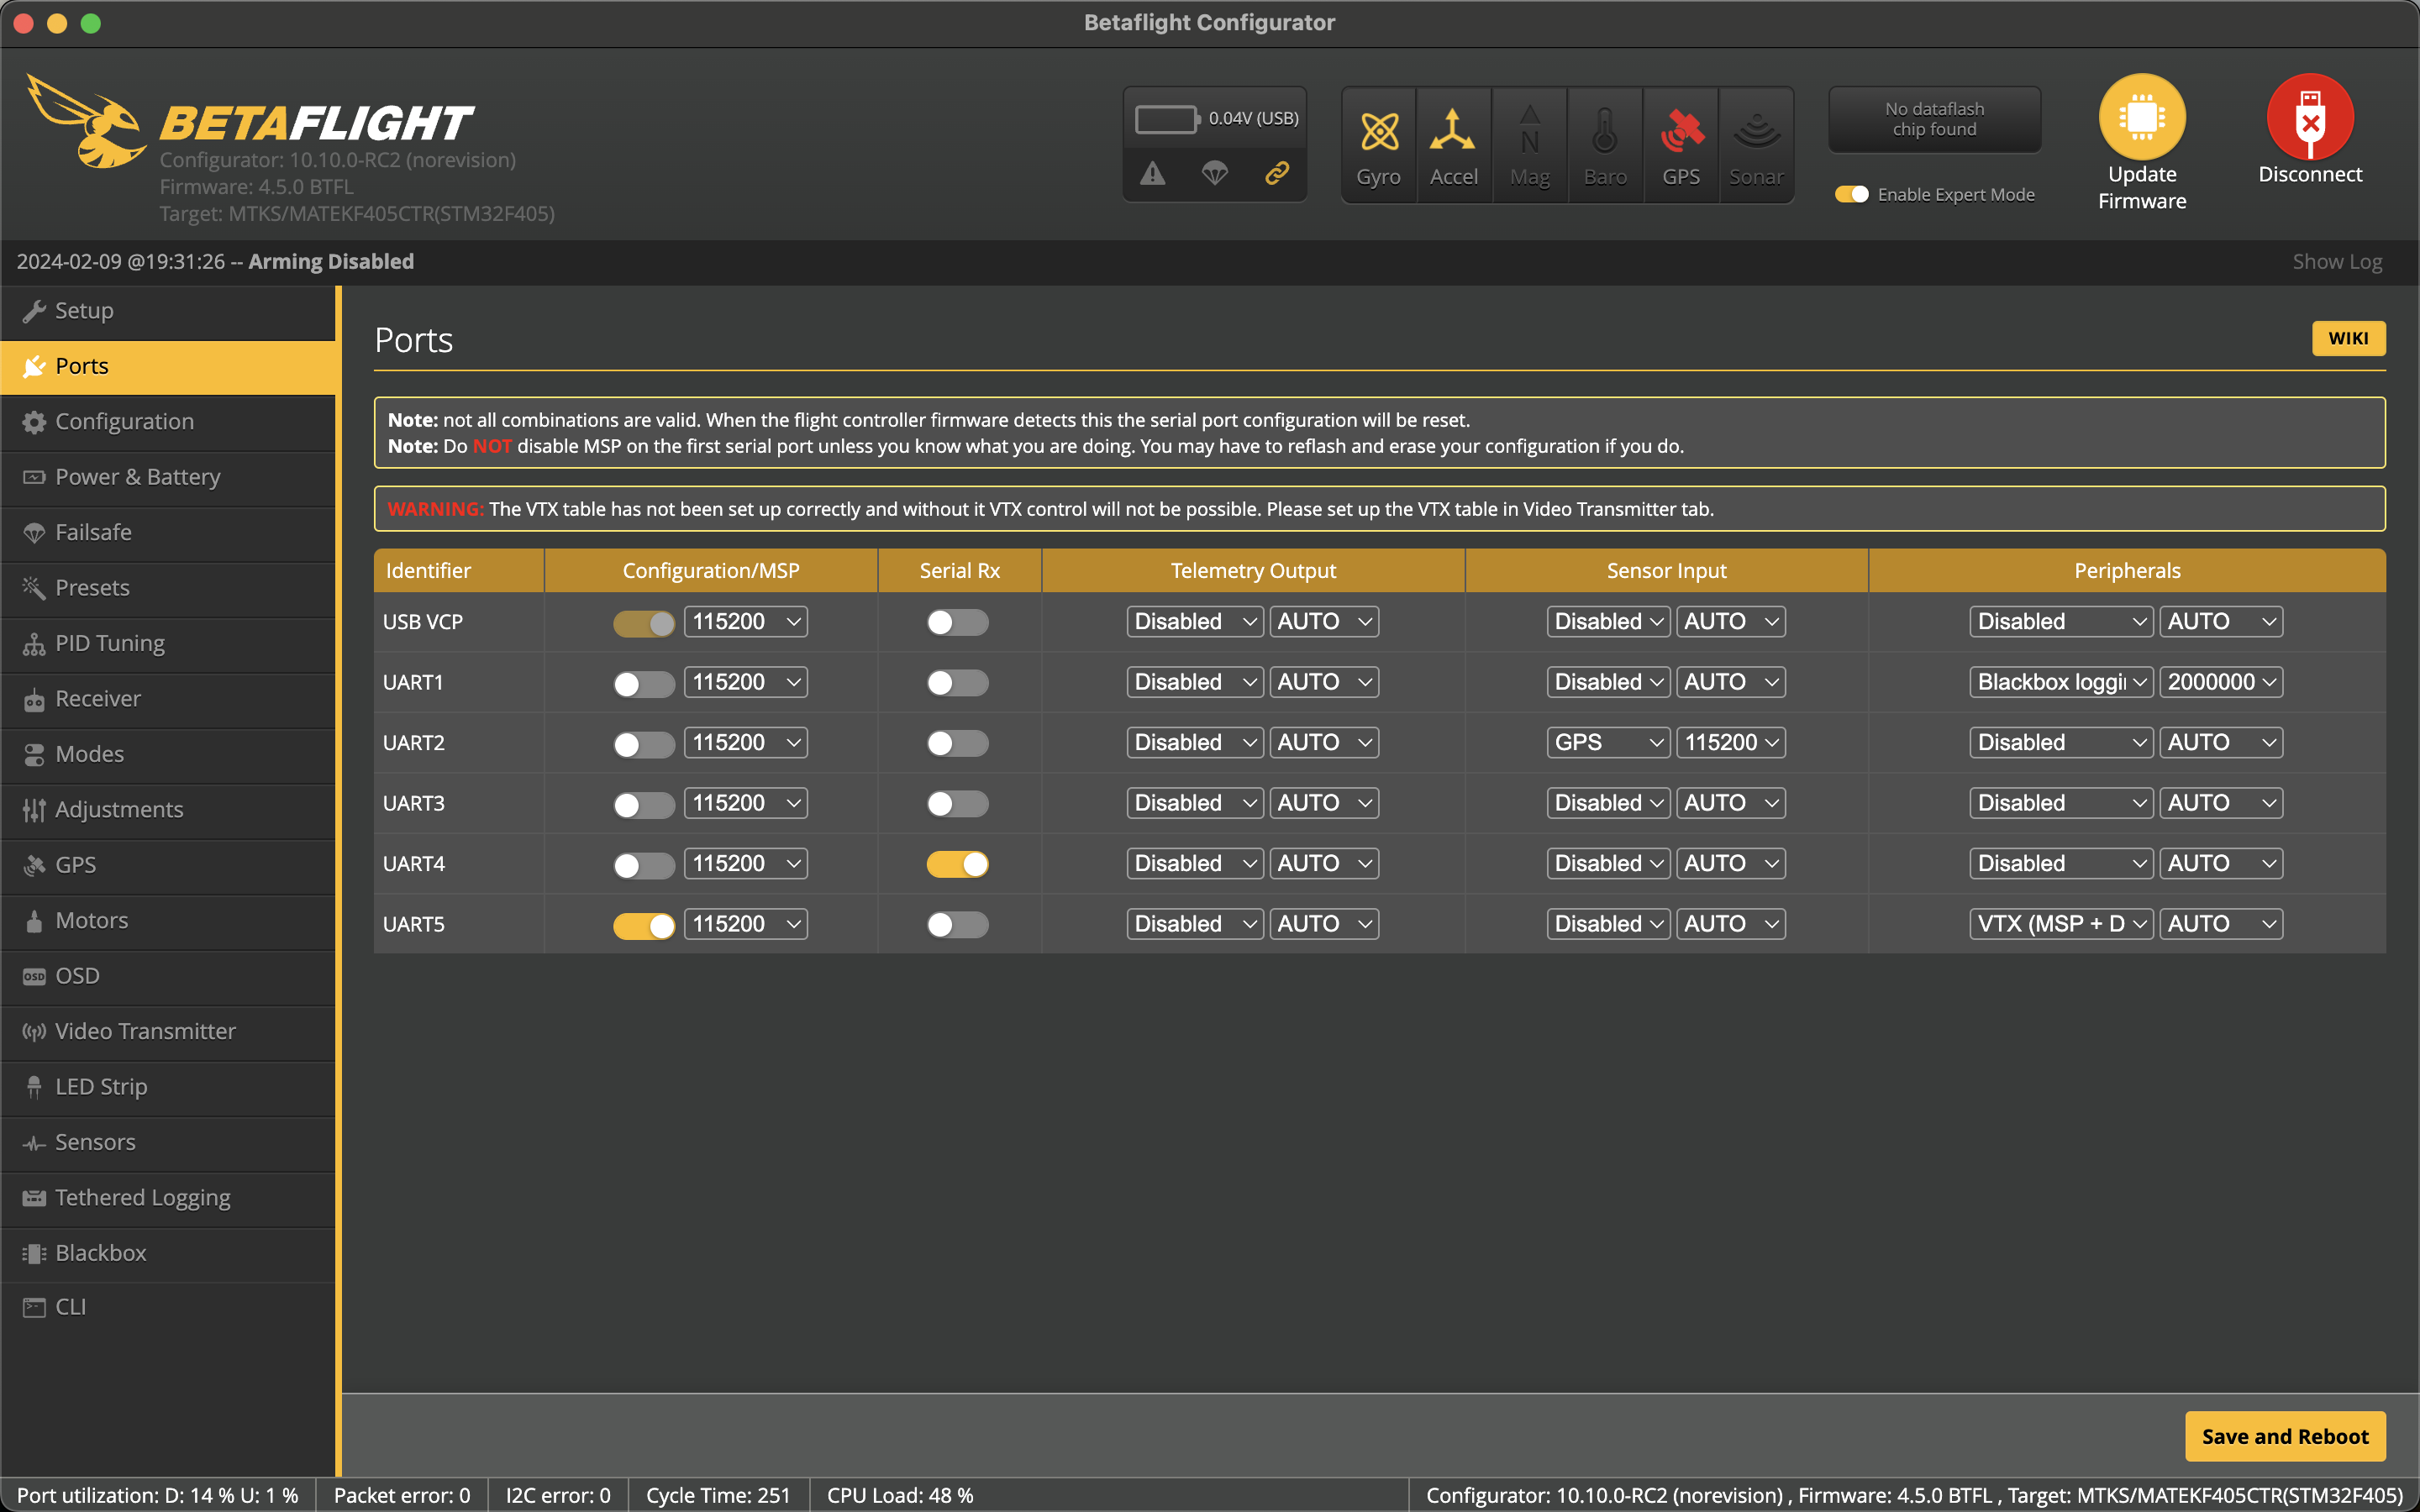 Betaflight Configurator
BETAFLIGHT
Configurator: 10.10.0-RC2 (norevision)
Firmware: 4.5.0 BTFL
Target: MTKS/MATEKF405CTR(STM32F405)
0.04V (USB)
Gyro Accel Mag Baro GPS Sonar
N
No dataflash
chip found
Enable Expert Mode
Update
Firmware
Disconnect
2024-02-09 @19:31:26 -- Arming Disabled
Show Log
Setup
Ports
Configuration
Power & Battery
Failsafe
Presets
PID Tuning
Receiver
Modes
Adjustments
GPS
Motors
OSD OSD
Video Transmitter
LED Strip
Sensors
Tethered Logging
Blackbox
CLI
Ports
WIKI
Note: not all combinations are valid. When the flight controller firmware detects this the serial port configuration will be reset.
Note: Do NOT disable MSP on the first serial port unless you know what you are doing. You may have to reflash and erase your configuration if you do.
WARNING: The VTX table has not been set up correctly and without it VTX control will not be possible. Please set up the VTX table in Video Transmitter tab.
Identifier Configuration/MSP Serial Rx Telemetry Output Sensor Input Peripherals
USB VCP 115200 Disabled AUTO Disabled AUTO Disabled AUTO
UART1 115200 Disabled AUTO Disabled AUTO Blackbox loggi 2000000
UART2 115200 Disabled AUTO GPS 115200 Disabled AUTO
UART3 115200 Disabled AUTO Disabled AUTO Disabled AUTO
UART4 115200 Disabled AUTO Disabled AUTO Disabled AUTO
UART5 115200 Disabled AUTO Disabled AUTO VTX (MSP + D AUTO
Save and Reboot
Port utilization: D: 14 % U: 1 % Packet error: 0 I2C error: 0 Cycle Time: 251 CPU Load: 48 % Configurator: 10.10.0-RC2 (norevision) , Firmware: 4.5.0 BTFL , Target: MTKS/MATEKF405CTR(STM32F405)